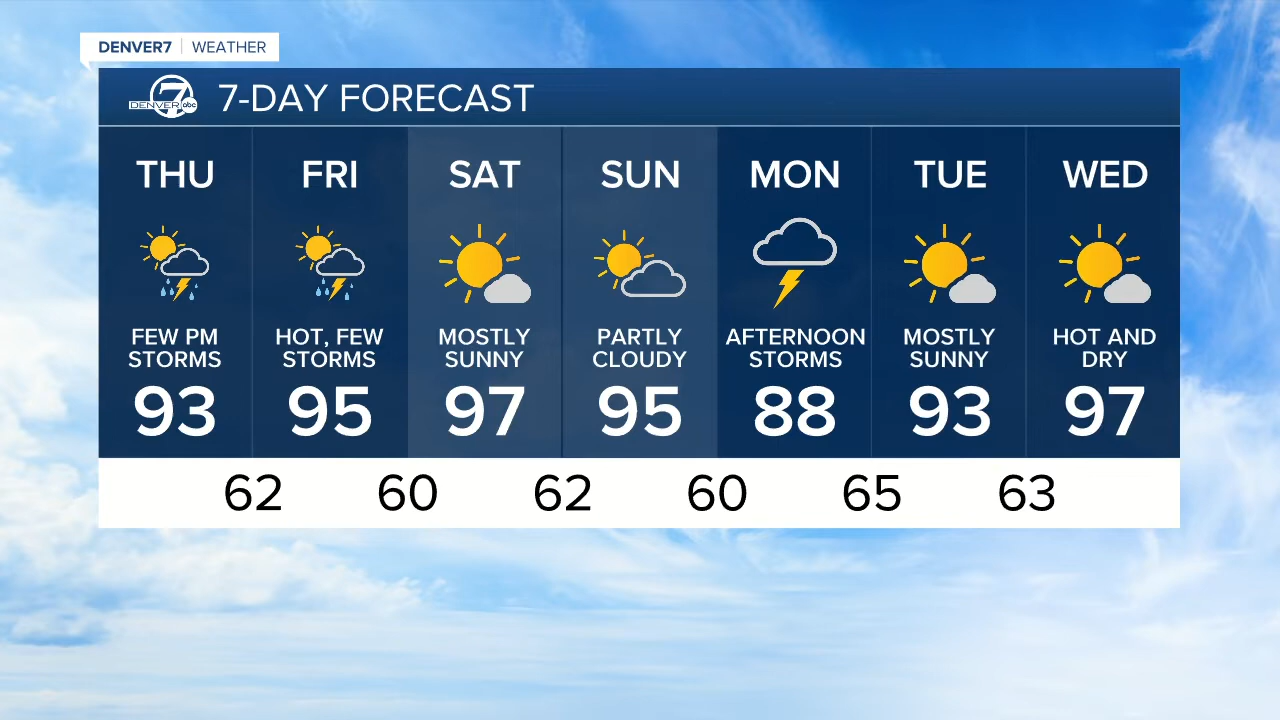 DENVER7 | WEATHER
7 DENVER abc
7-DAY FORECAST
THU FRI SAT SUN MON TUE WED
FEW PM HOT, FEW MOSTLY PARTLY AFTERNOON MOSTLY HOT AND
STORMS STORMS SUNNY CLOUDY STORMS SUNNY DRY
93 95 97 95 88 93 97
62 60 62 60 65 63